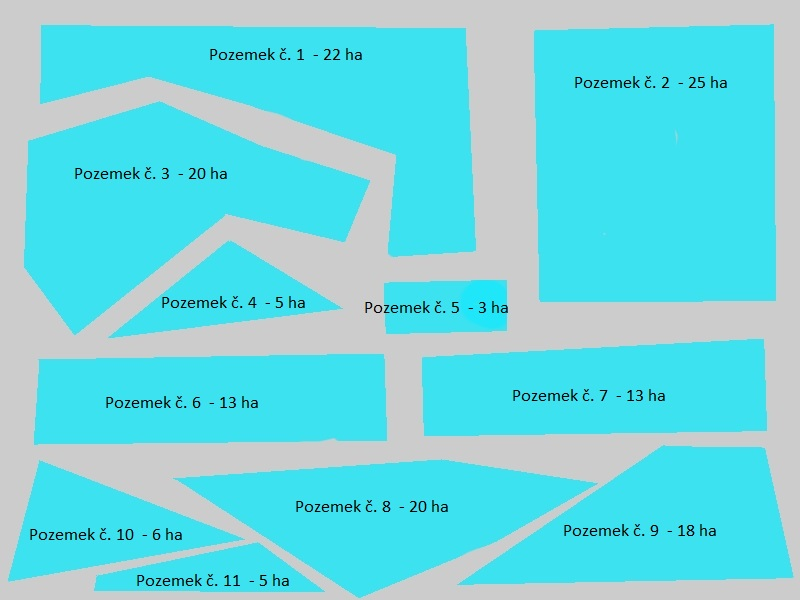 Pozemek č. 1  - 22 ha
Pozemek č. 2  - 25 ha
Pozemek č. 3  - 20 ha
Pozemek č. 4  - 5 ha
Pozemek č. 5  - 3 ha
Pozemek č. 6  - 13 ha
Pozemek č. 7  - 13 ha
Pozemek č. 8  - 20 ha
Pozemek č. 9  - 18 ha
Pozemek č. 10  - 6 ha
Pozemek č. 11  - 5 ha